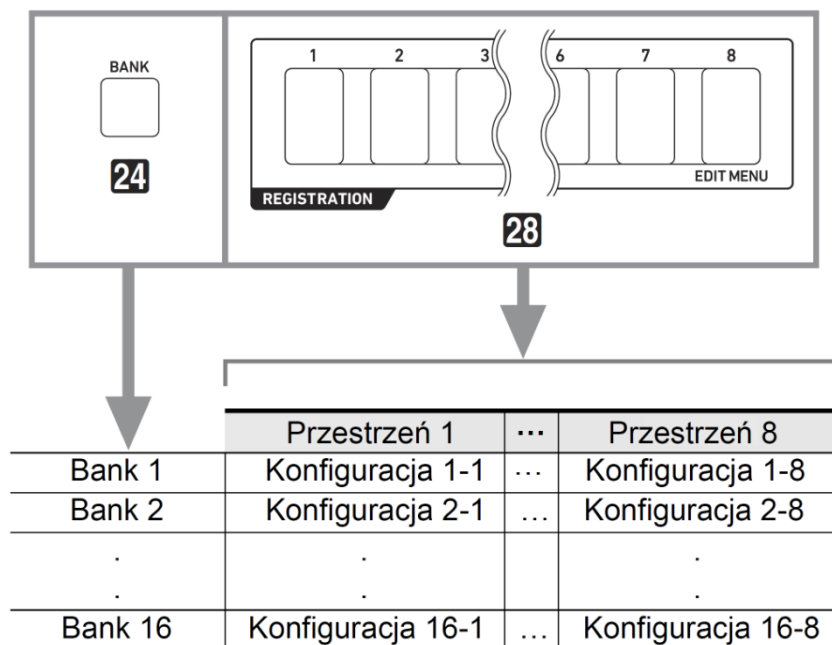 BANK
24
1 2 3 6 7 8
EDIT MENU
REGISTRATION
28
Przestrzeń 1 ... Przestrzeń 8
Bank 1 Konfiguracja 1-1 ... Konfiguracja 1-8
Bank 2 Konfiguracja 2-1 ... Konfiguracja 2-8
. . .
. . .
Bank 16 Konfiguracja 16-1 ... Konfiguracja 16-8